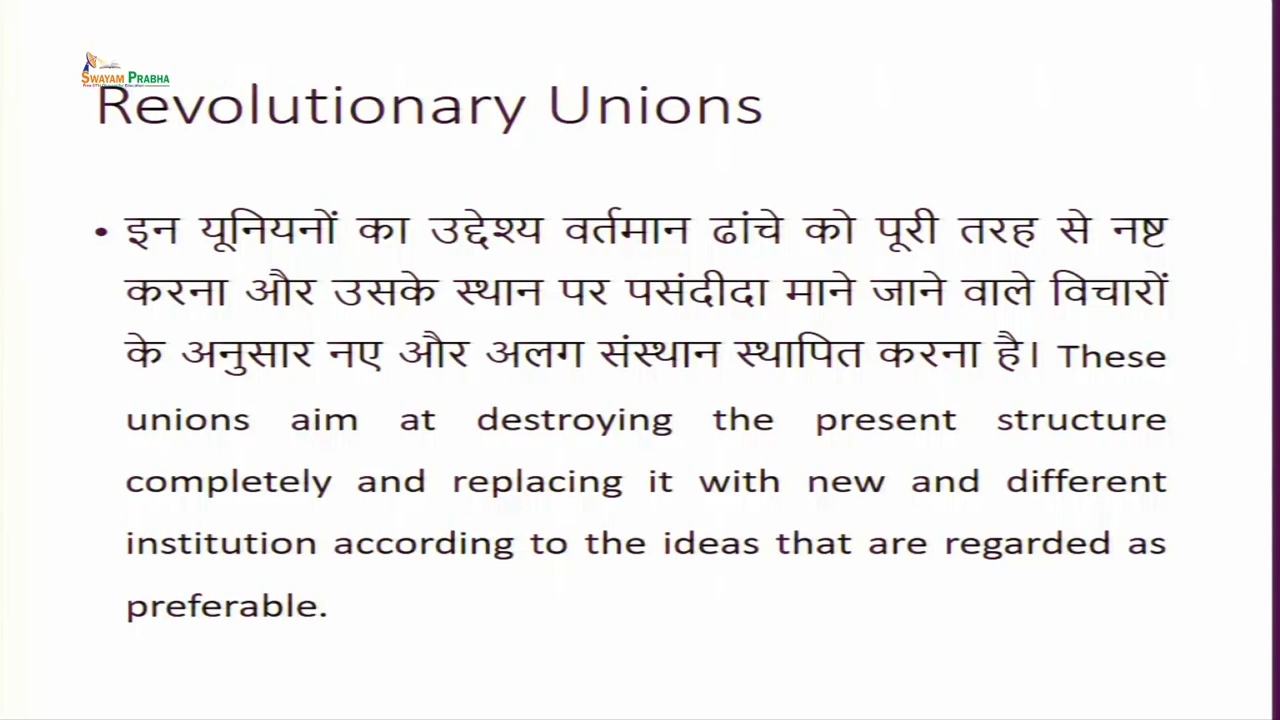 SWAYAM PRABHA
Revolutionary Unions
• इन यूनियनों का उद्देश्य वर्तमान ढांचे को पूरी तरह से नष्ट
करना और उसके स्थान पर पसंदीदा माने जाने वाले विचारों
के अनुसार नए और अलग संस्थान स्थापित करना है। These
unions aim at destroying the present structure
completely and replacing it with new and different
institution according to the ideas that are regarded as
preferable.